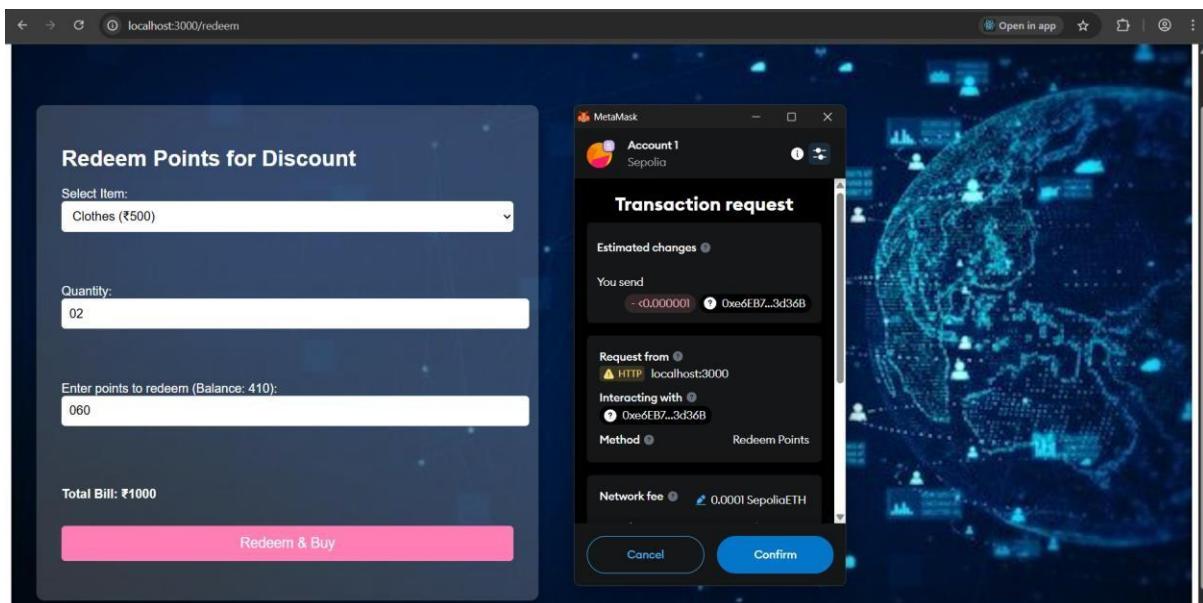 localhost:3000/redeem
Open in app
Redeem Points for Discount
Select Item:
Clothes (₹500)
Quantity:
02
Enter points to redeem (Balance: 410):
060
Total Bill: ₹1000
Redeem & Buy
MetaMask
Account 1
Sepolia
Transaction request
Estimated changes
You send
- <0.000001 0xe6EB7...3d36B
Request from
HTTP localhost:3000
Interacting with
0xe6EB7...3d36B
Method Redeem Points
Network fee 0.0001 SepoliaETH
Cancel Confirm